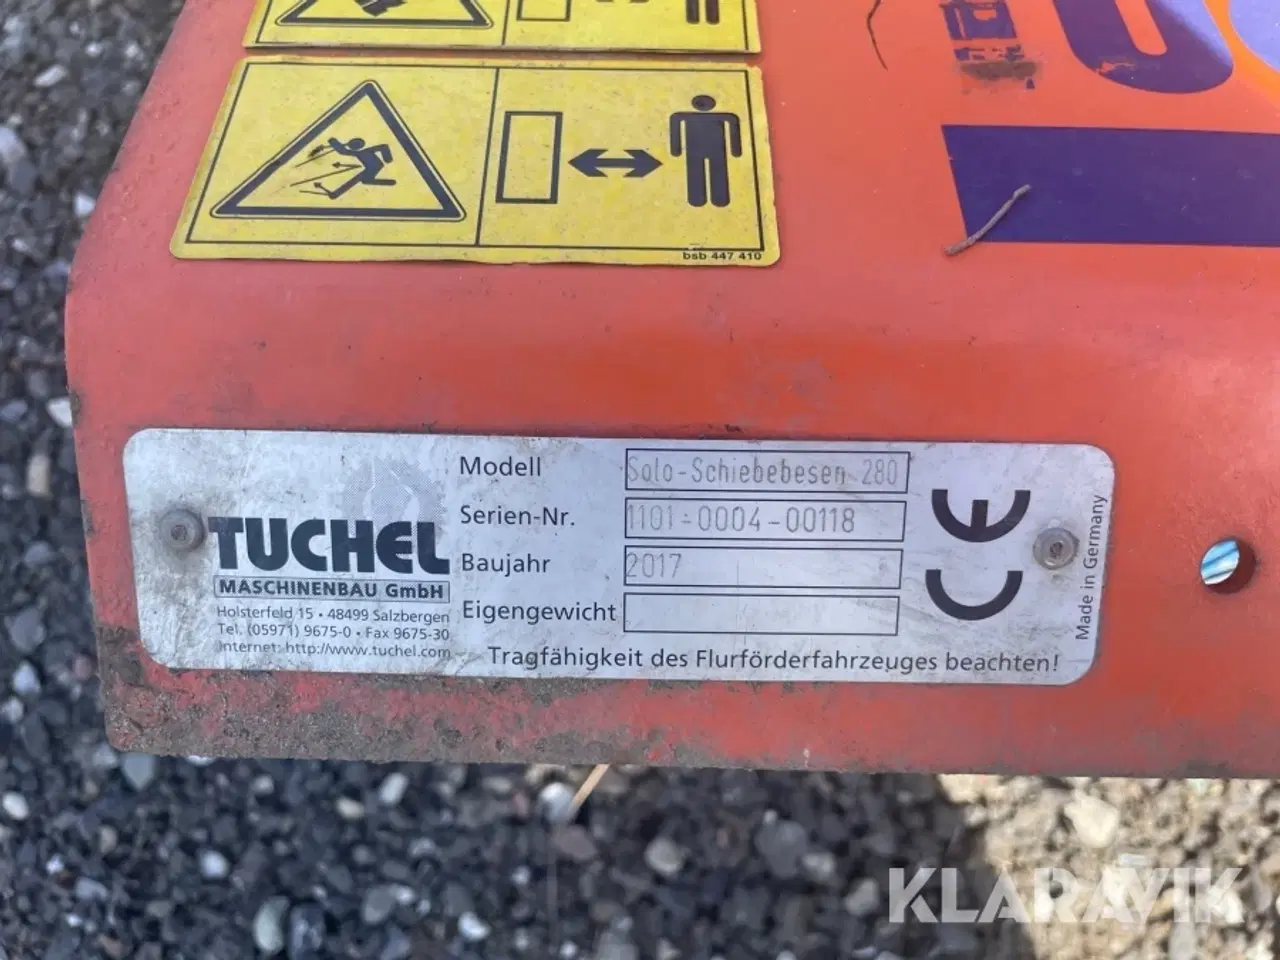 bsb 447 410
TUCHEL
MASCHINENBAU GmbH
Holsterfeld 15 • 48499 Salzbergen
Tel. (05971) 9675-0 • Fax 9675-30
Internet: http://www.tuchel.com
Modell Solo-Schiebebesen 280
Serien-Nr. 1101-0004-00118
Baujahr 2017
Eigengewicht
Tragfähigkeit des Flurförderfahrzeuges beachten!
CE
Made in Germany
KLARAVIK